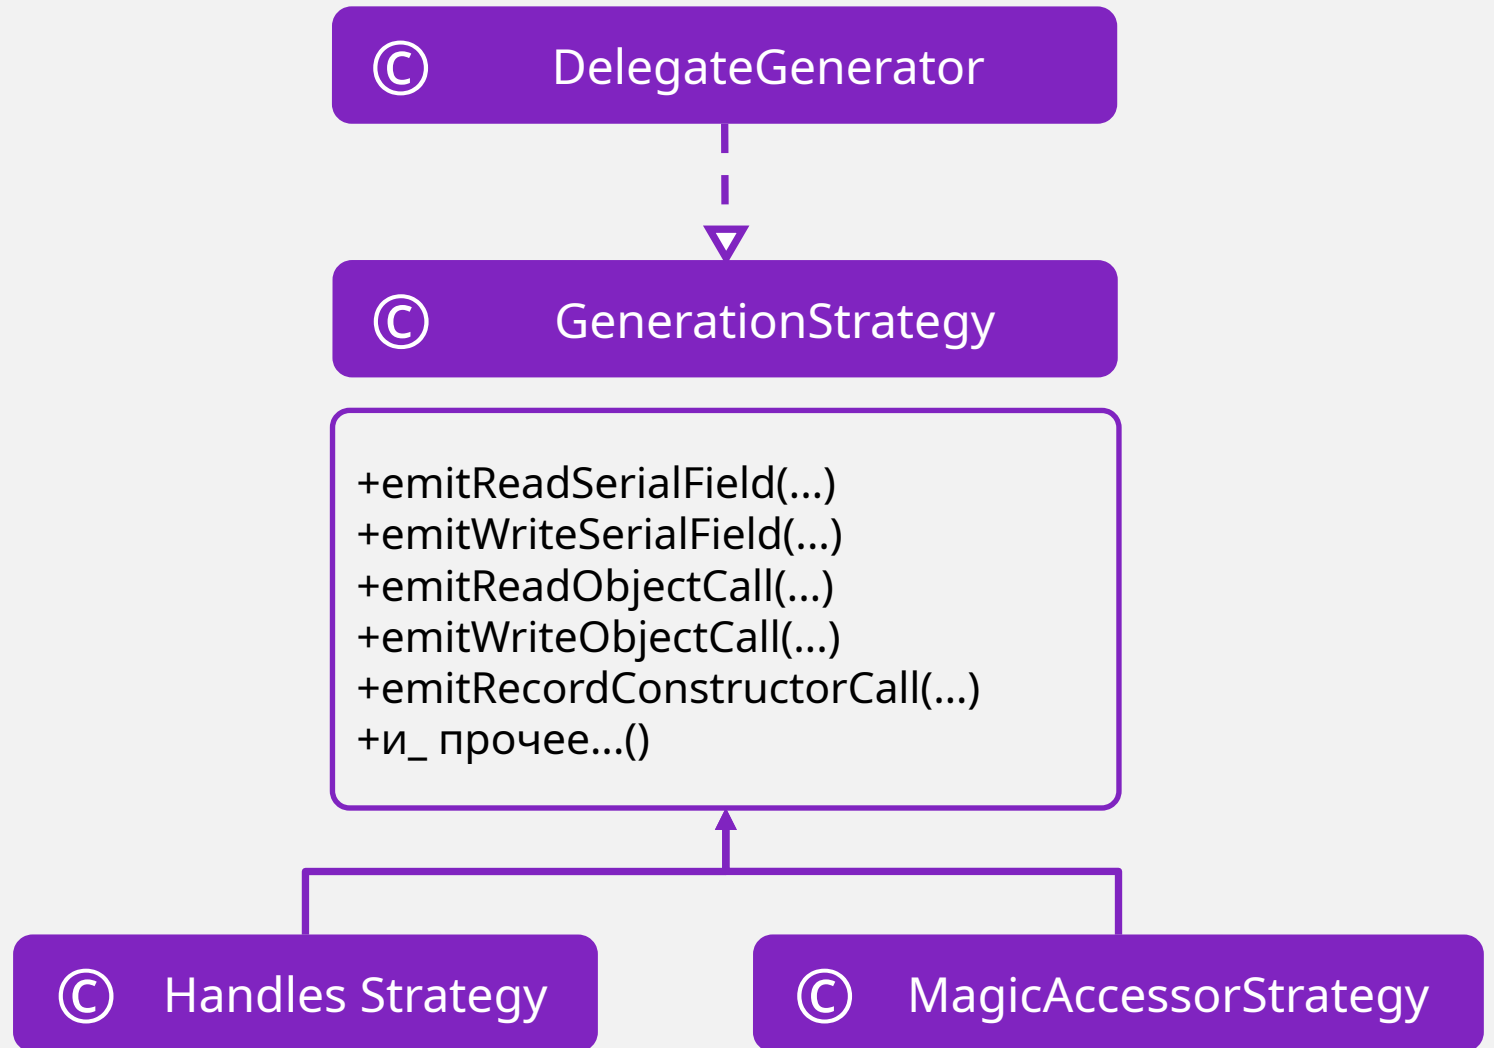 © DelegateGenerator
© GenerationStrategy
+emitReadSerialField(...)
+emitWriteSerialField(...)
+emitReadObjectCall(...)
+emitWriteObjectCall(...)
+emitRecordConstructorCall(...)
+и_ прочее...()
© Handles Strategy
© MagicAccessorStrategy